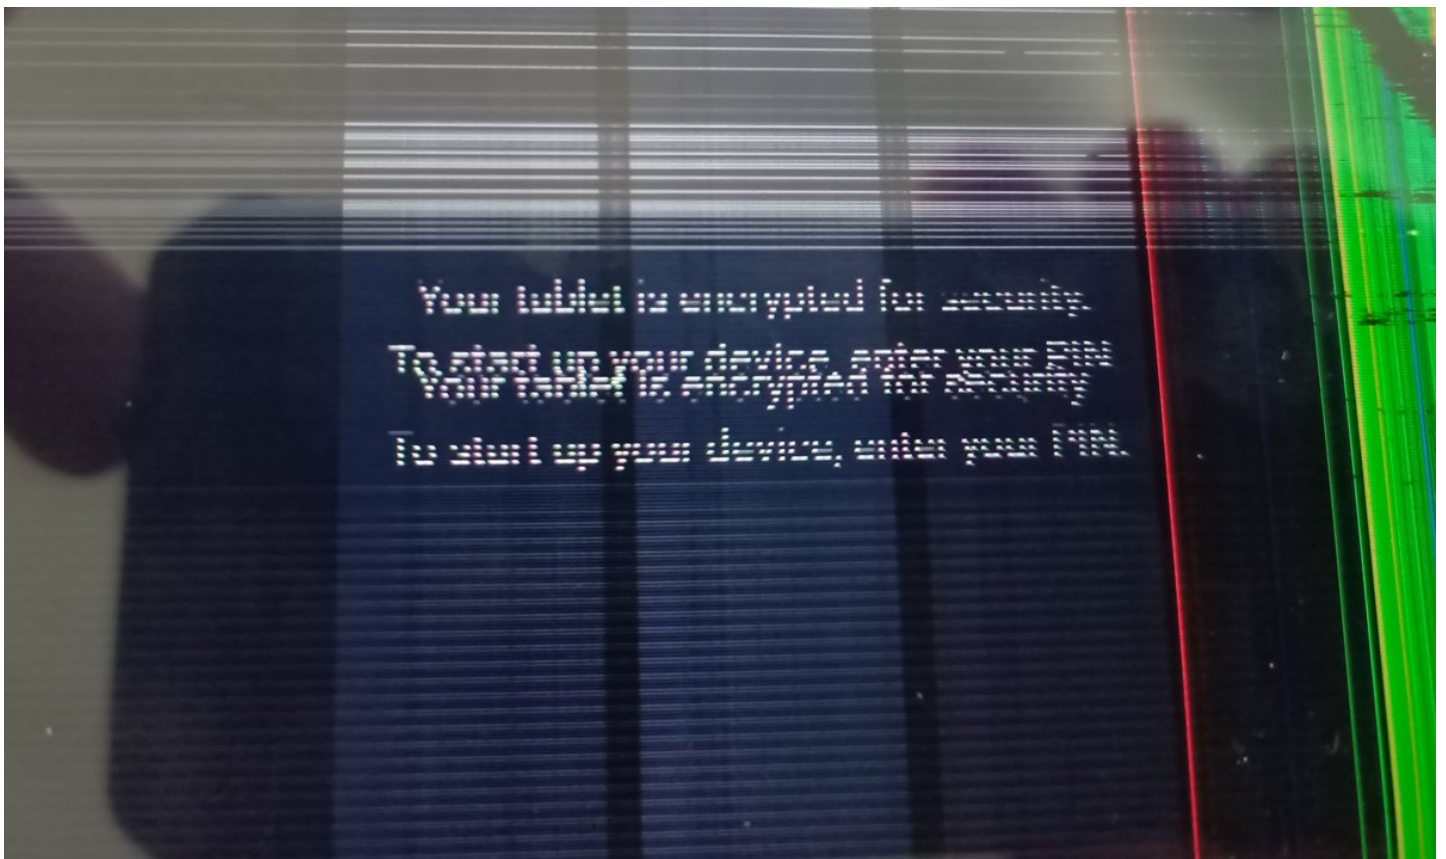 Your tablet is encrypted for security.
To start up your device, enter your PIN
Your tablet is encrypted for security
To start up your device, enter your PIN.